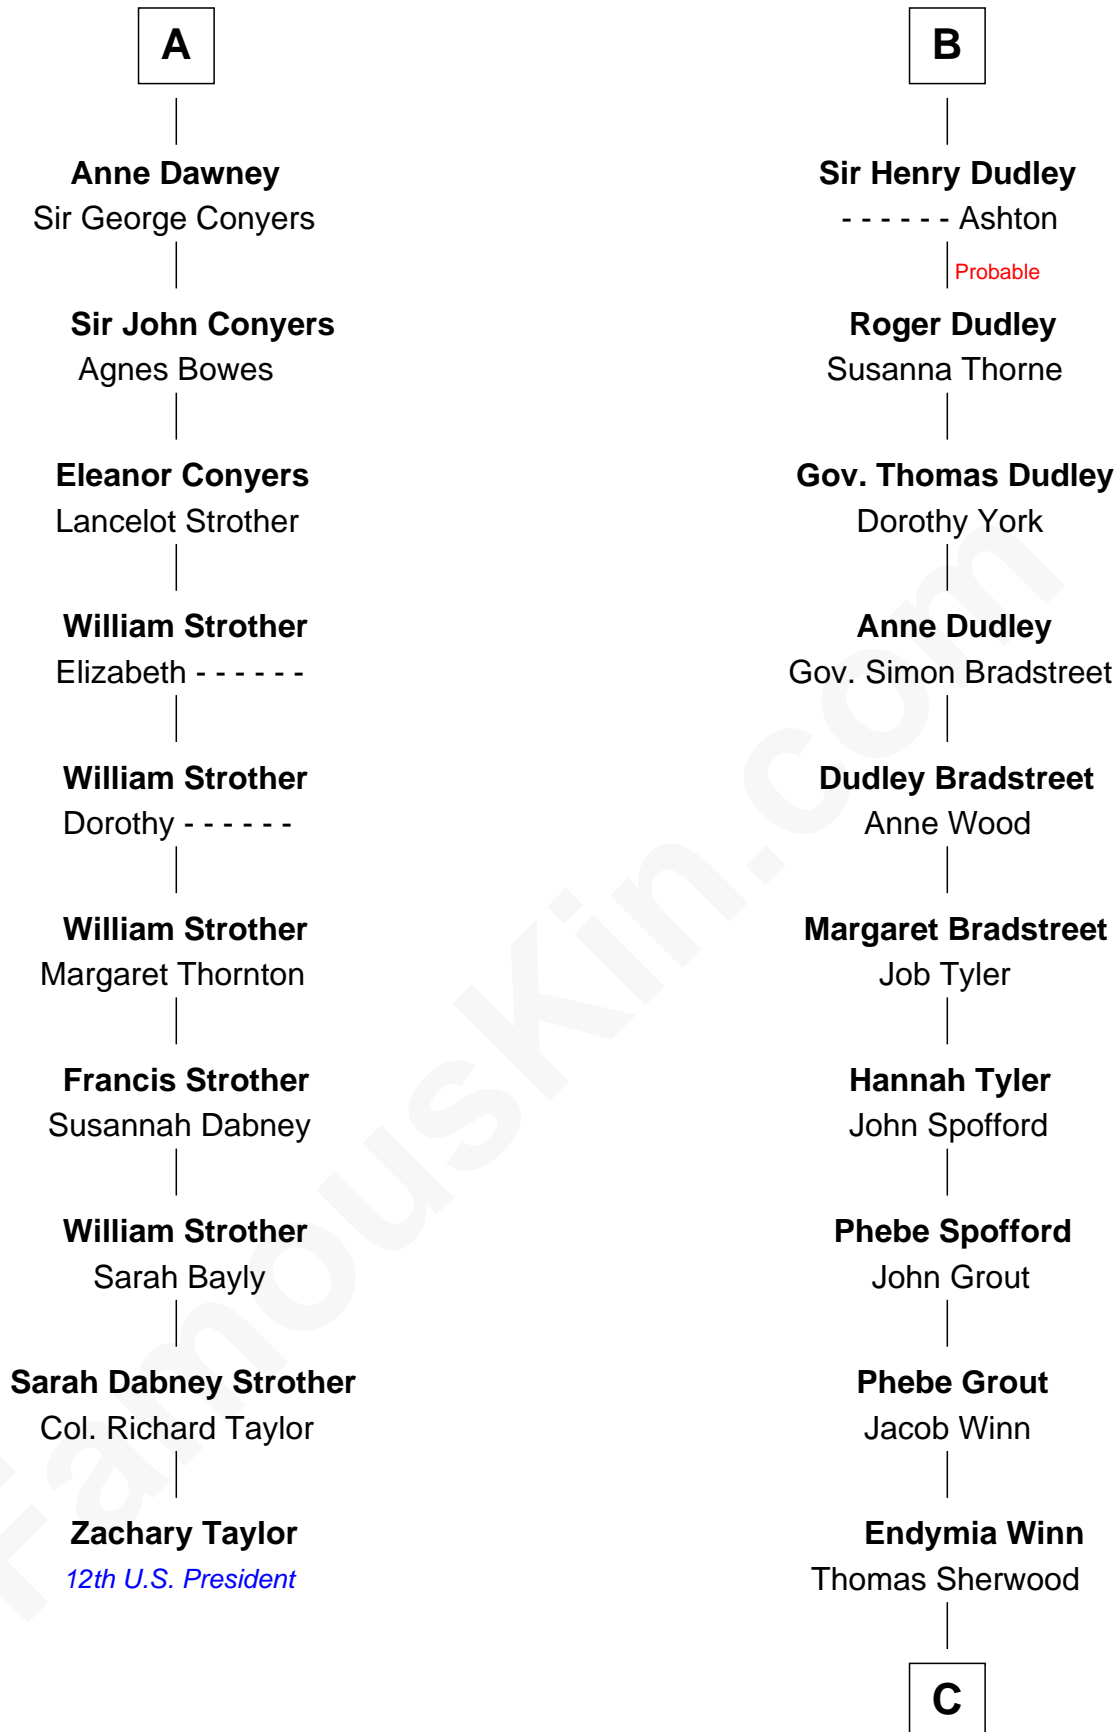 A
Anne Dawney
Sir George Conyers
Sir John Conyers
Agnes Bowes
Eleanor Conyers
Lancelot Strother
William Strother
Elizabeth - - - - - -
William Strother
Dorothy - - - - - -
William Strother
Margaret Thornton
Francis Strother
Susannah Dabney
William Strother
Sarah Bayly
Sarah Dabney Strother
Col. Richard Taylor
Zachary Taylor
12th U.S. President
B
Sir Henry Dudley
- - - - - - Ashton
Probable
Roger Dudley
Susanna Thorne
Gov. Thomas Dudley
Dorothy York
Anne Dudley
Gov. Simon Bradstreet
Dudley Bradstreet
Anne Wood
Margaret Bradstreet
Job Tyler
Hannah Tyler
John Spofford
Phebe Spofford
John Grout
Phebe Grout
Jacob Winn
Endymia Winn
Thomas Sherwood
C
FamousKin.com